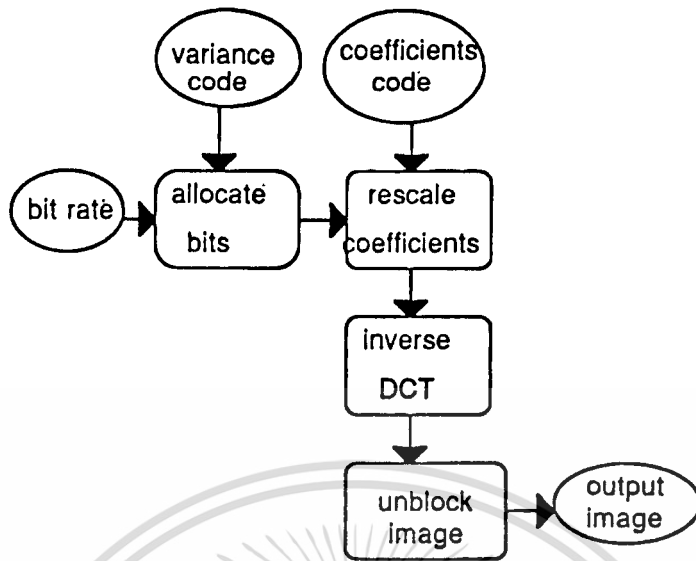 variance
code
coefficients
code
bit rate
allocate
bits
rescale
coefficients
inverse
DCT
unblock
image
output
image